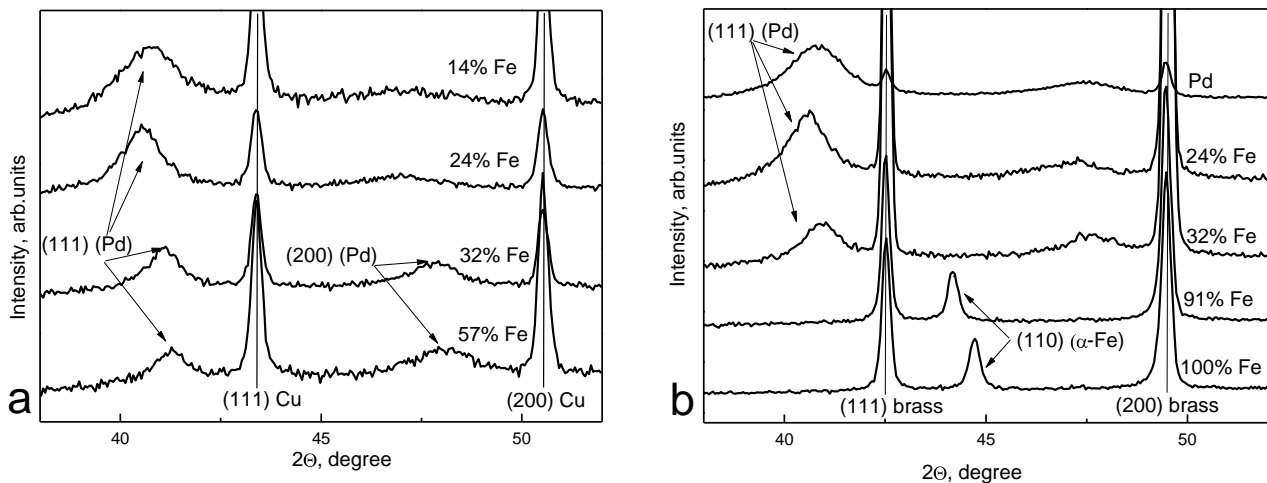 14% Fe
24% Fe
(111) (Pd)
(200) (Pd)
32% Fe
57% Fe
(111) Cu
(200) Cu
40
45
50
2Θ, degree
Intensity, arb.units
a
(111) (Pd)
Pd
24% Fe
32% Fe
91% Fe
(110) (α-Fe)
100% Fe
(111) brass
(200) brass
40
45
50
2Θ, degree
Intensity, arb.units
b